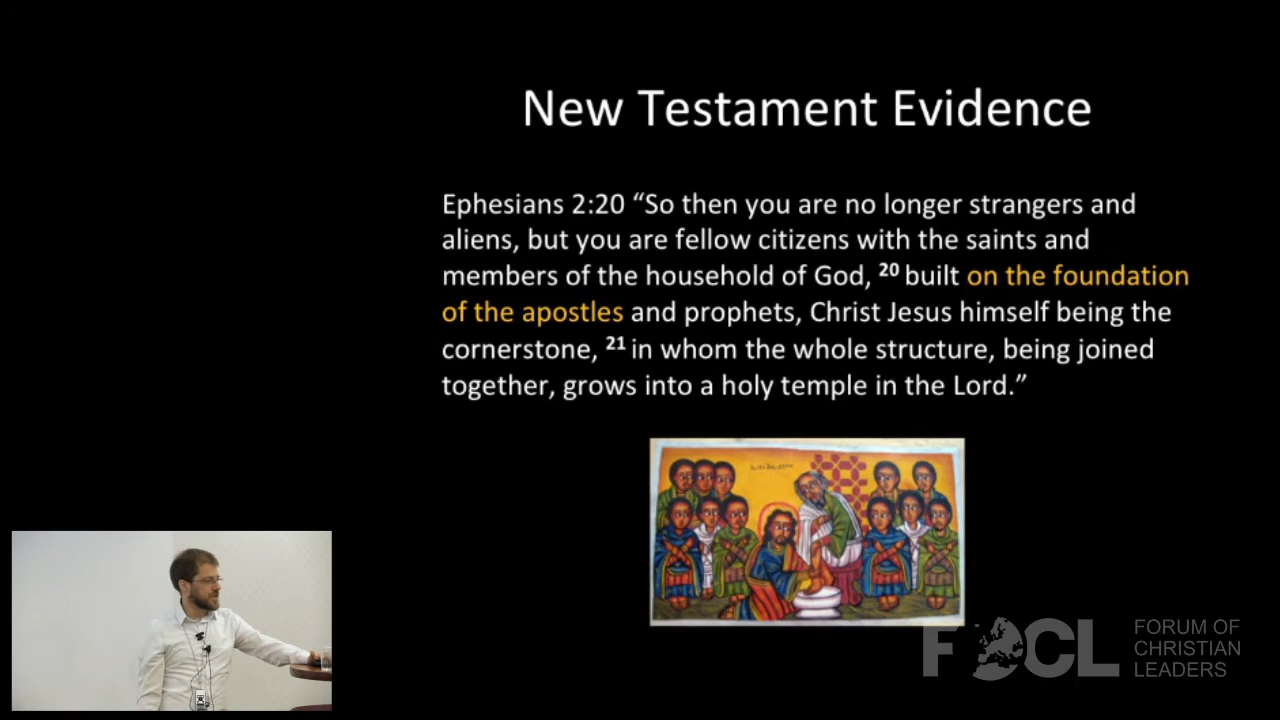 New Testament Evidence
Ephesians 2:20 “So then you are no longer strangers and
aliens, but you are fellow citizens with the saints and
members of the household of God, 20 built on the foundation
of the apostles and prophets, Christ Jesus himself being the
cornerstone, 21 in whom the whole structure, being joined
together, grows into a holy temple in the Lord.”
FOCL
FORUM OF
CHRISTIAN
LEADERS